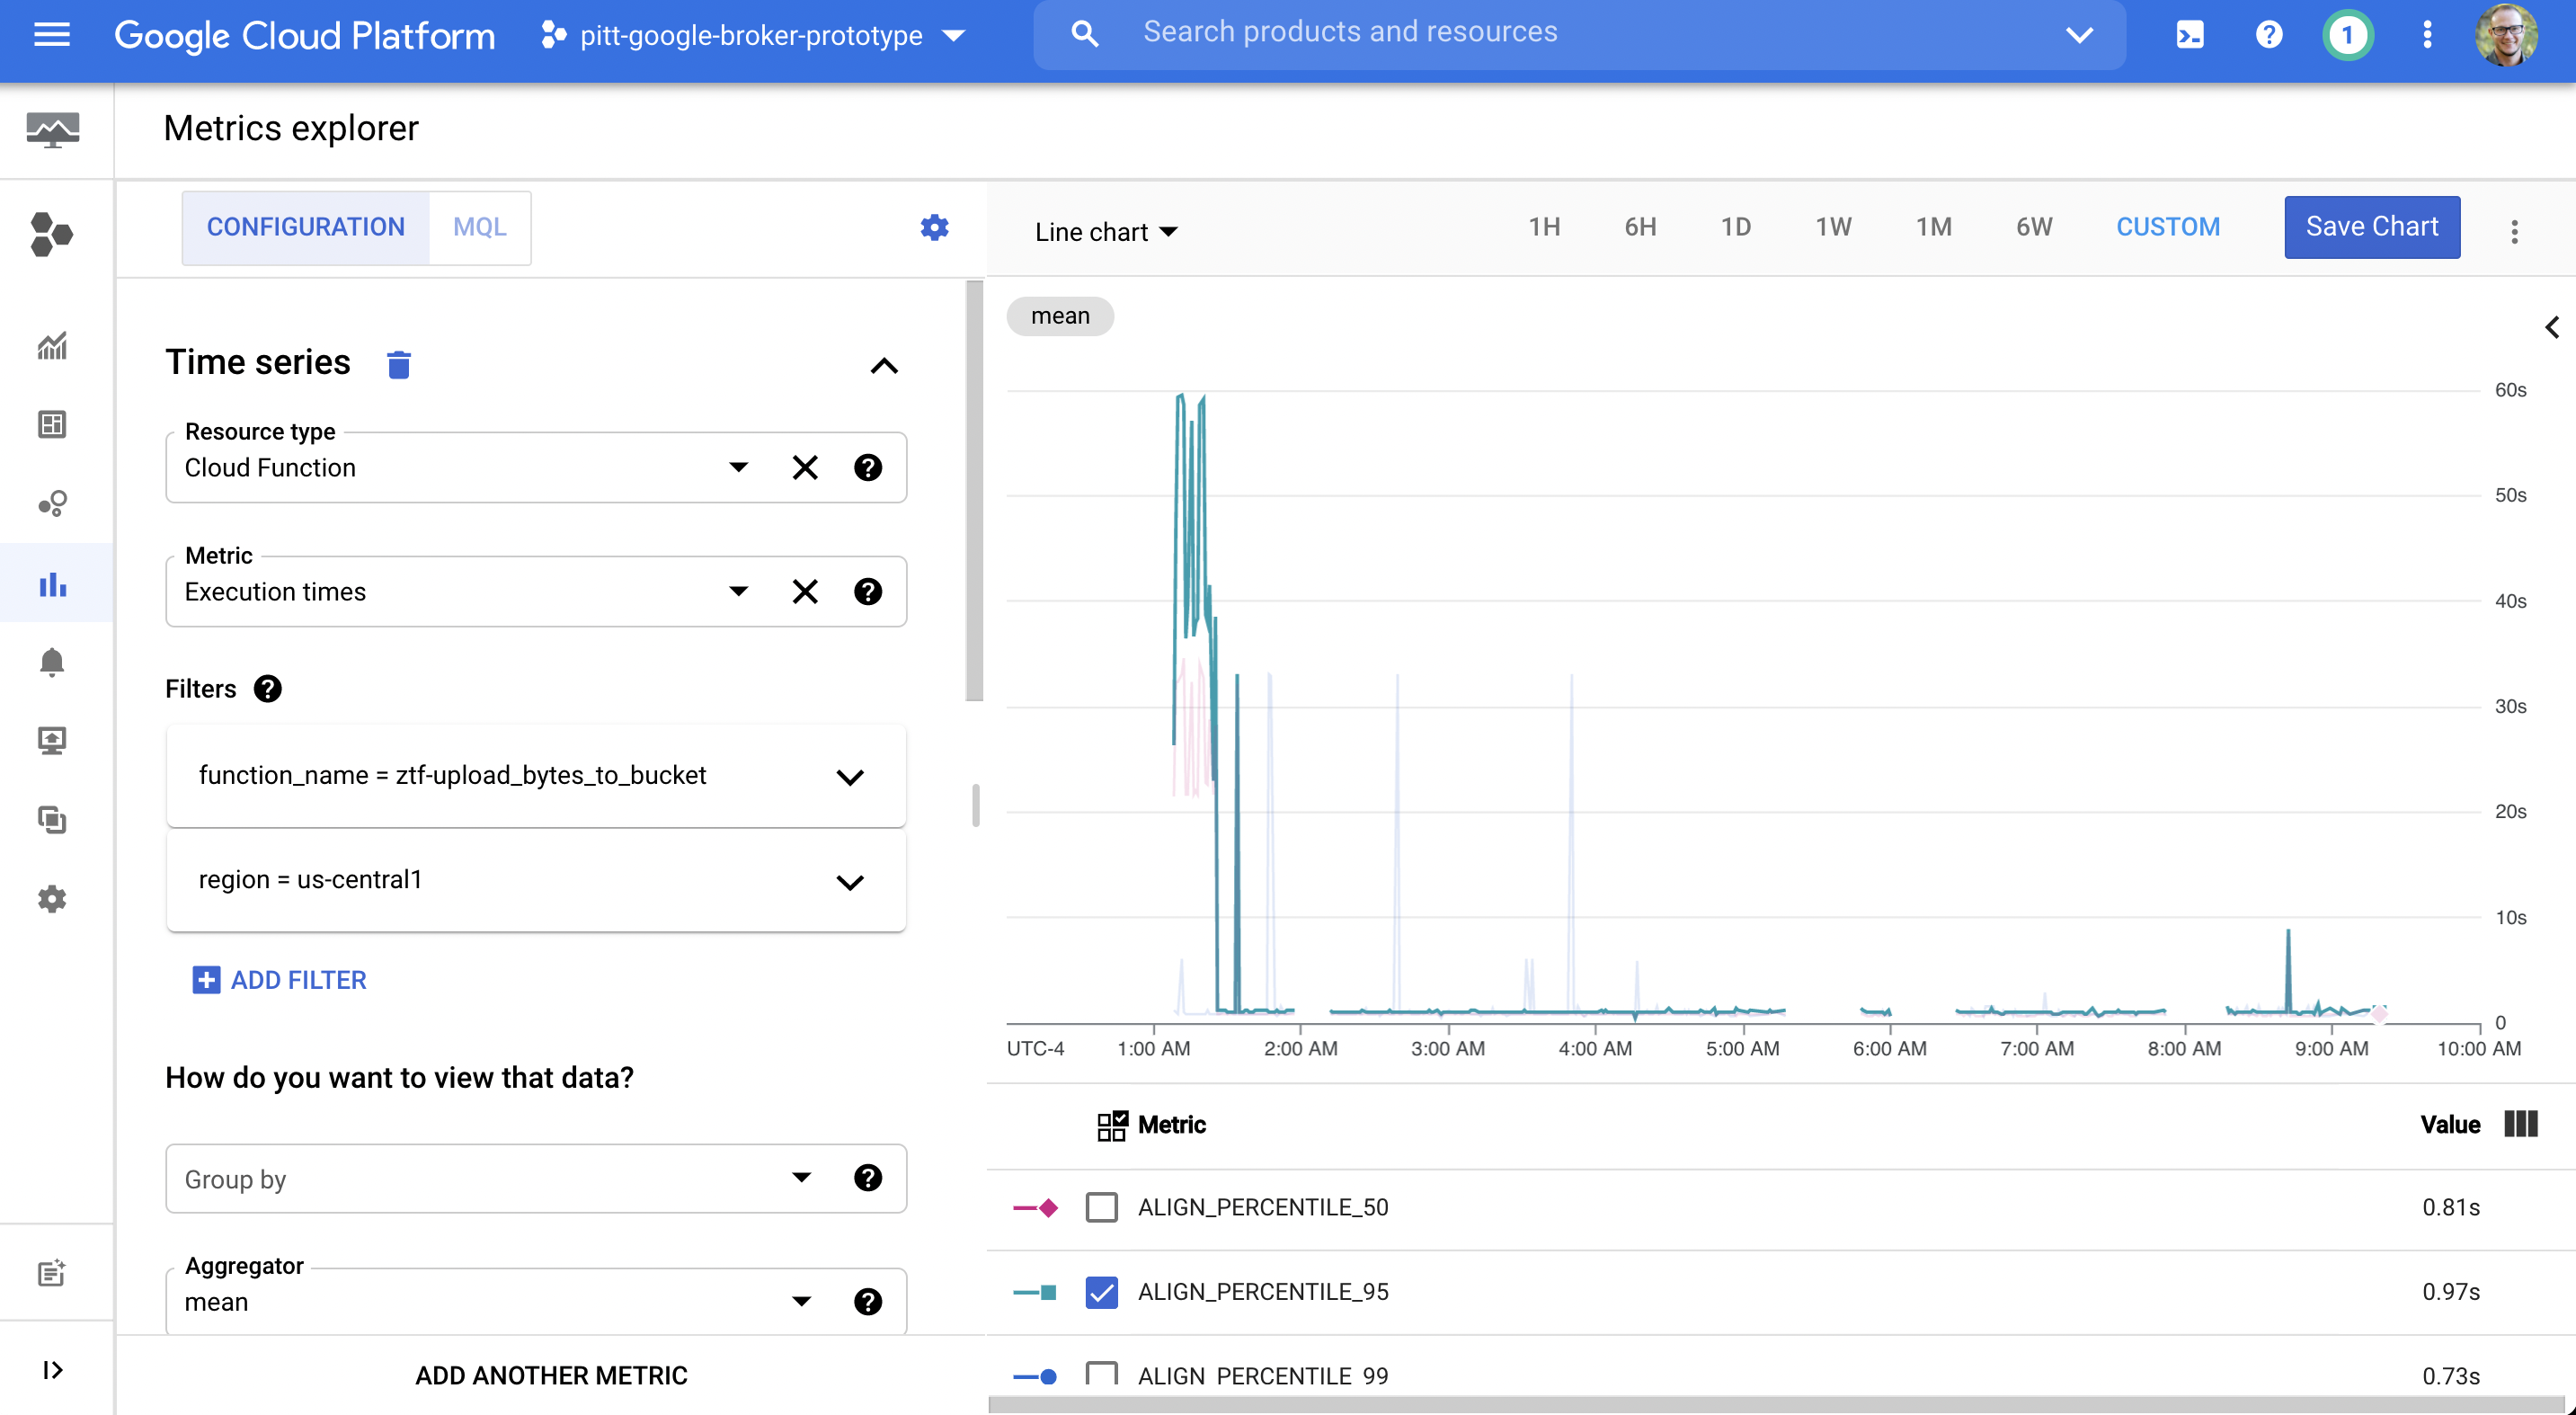 Google Cloud Platform
pitt-google-broker-prototype
Search products and resources
1
Metrics explorer
CONFIGURATION
MQL
Time series
Resource type
Cloud Function
Metric
Execution times
Filters
function_name = ztf-upload_bytes_to_bucket
region = us-central1
ADD FILTER
How do you want to view that data?
Group by
Aggregator
mean
ADD ANOTHER METRIC
Line chart
1H 6H 1D 1W 1M 6W CUSTOM
Save Chart
mean
60s
50s
40s
30s
20s
10s
0
UTC-4 1:00 AM 2:00 AM 3:00 AM 4:00 AM 5:00 AM 6:00 AM 7:00 AM 8:00 AM 9:00 AM 10:00 AM
Metric Value
ALIGN_PERCENTILE_50 0.81s
ALIGN_PERCENTILE_95 0.97s
ALIGN_PERCENTILE_99 0.73s